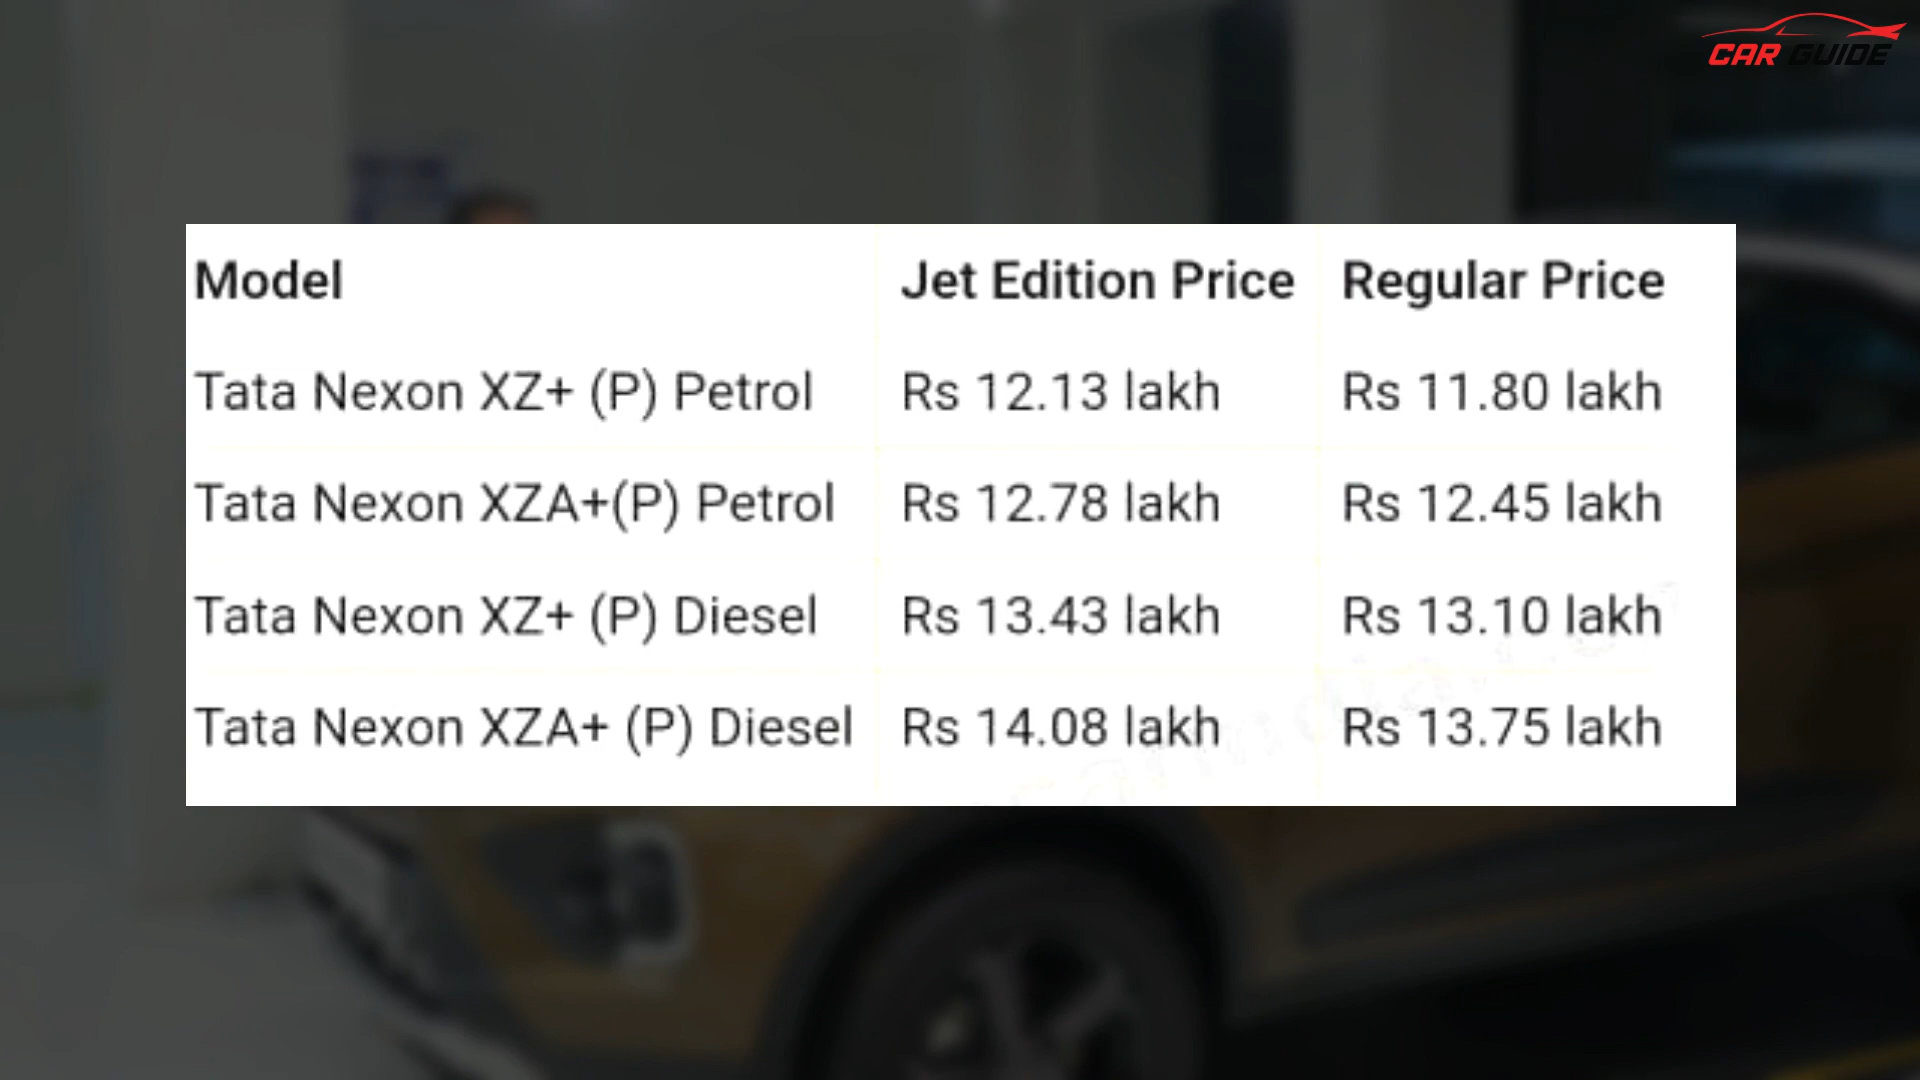 CAR GUIDE
Model Jet Edition Price Regular Price
Tata Nexon XZ+ (P) Petrol Rs 12.13 lakh Rs 11.80 lakh
Tata Nexon XZA+(P) Petrol Rs 12.78 lakh Rs 12.45 lakh
Tata Nexon XZ+ (P) Diesel Rs 13.43 lakh Rs 13.10 lakh
Tata Nexon XZA+ (P) Diesel Rs 14.08 lakh Rs 13.75 lakh